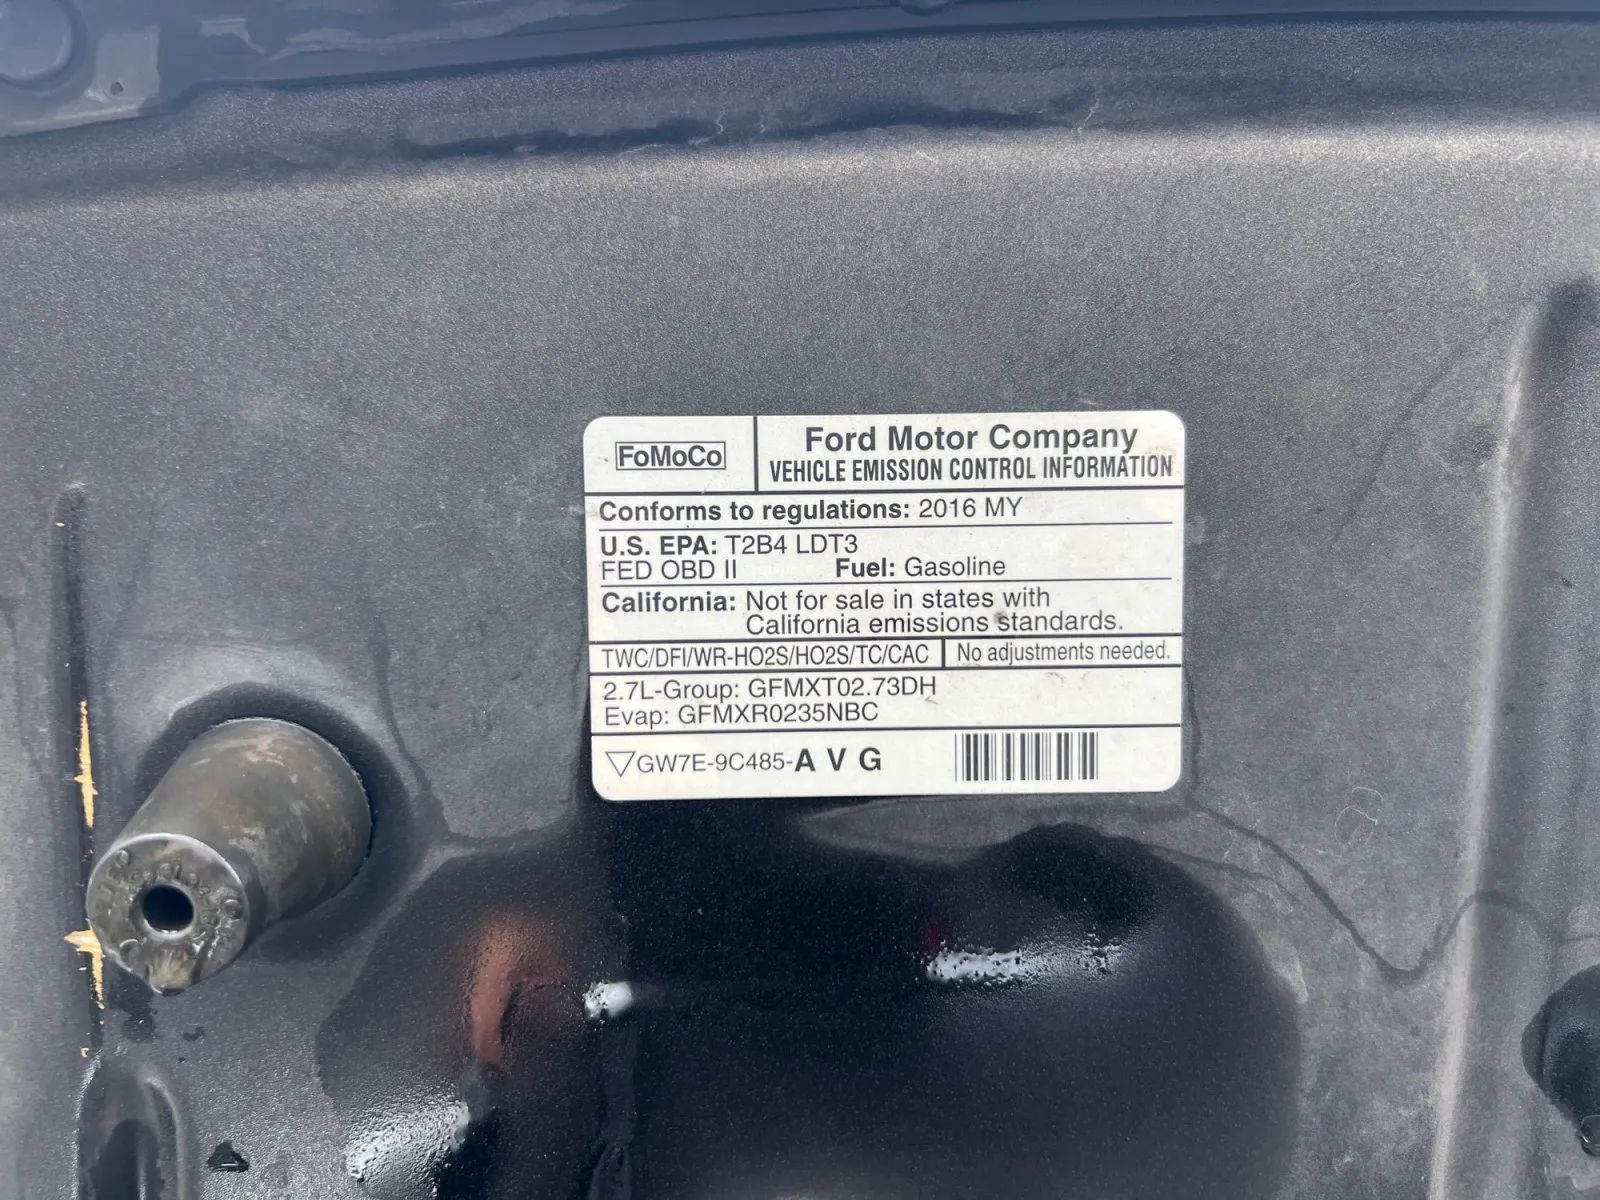 FoMoCo
Ford Motor Company
VEHICLE EMISSION CONTROL INFORMATION
Conforms to regulations: 2016 MY
U.S. EPA: T2B4 LDT3
FED OBD II Fuel: Gasoline
California: Not for sale in states with
California emissions standards.
TWC/DFI/WR-HO2S/HO2S/TC/CAC No adjustments needed.
2.7L-Group: GFMXT02.73DH
Evap: GFMXR0235NBC
GW7E-9C485-A V G